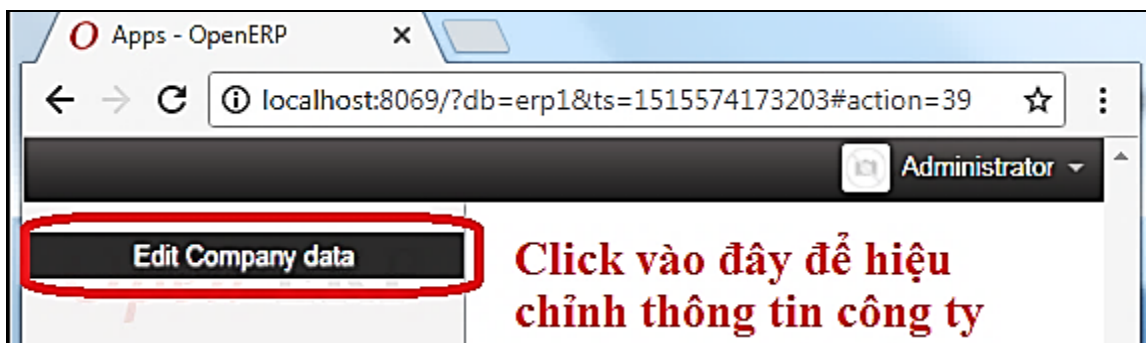 Apps - OpenERP
localhost:8069/?db=erp1&ts=1515574173203#action=39
Administrator
Edit Company data
Click vào đây để hiệu
chỉnh thông tin công ty